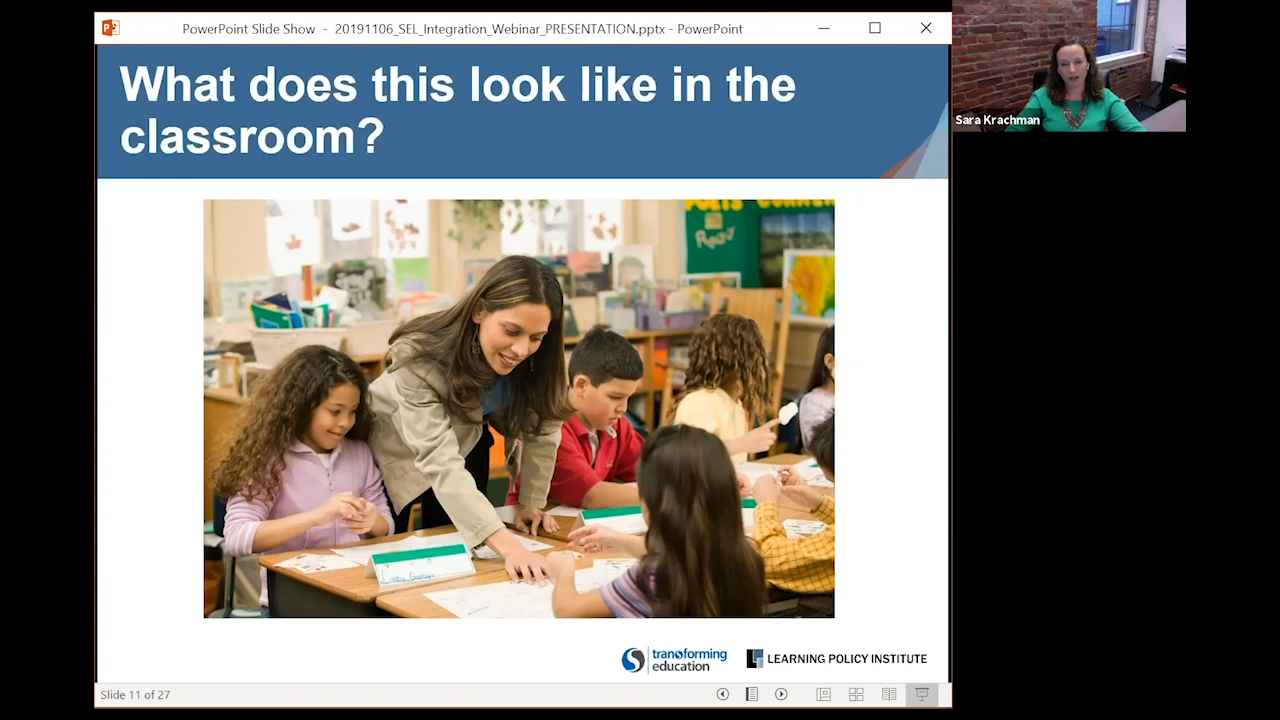 PowerPoint Slide Show - 20191106_SEL_Integration_Webinar_PRESENTATION.pptx - PowerPoint
Sara Krachman
What does this look like in the
classroom?
Read
transforming
education
LEARNING POLICY INSTITUTE
Slide 11 of 27